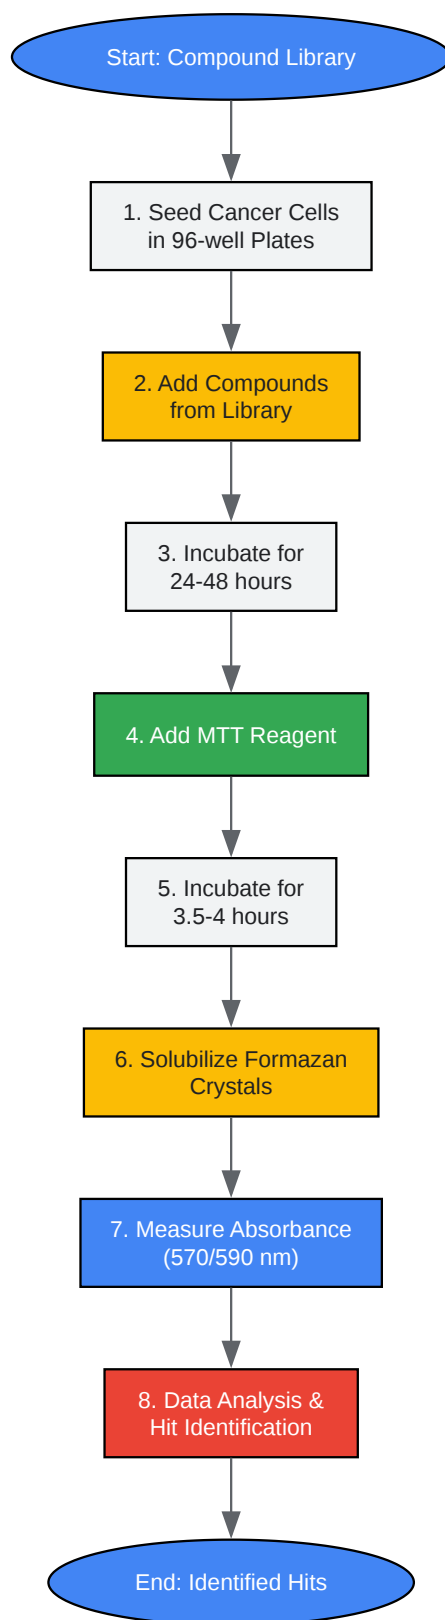 Start: Compound Library
1. Seed Cancer Cells
in 96-well Plates
2. Add Compounds
from Library
3. Incubate for
24-48 hours
4. Add MTT Reagent
5. Incubate for
3.5-4 hours
6. Solubilize Formazan
Crystals
7. Measure Absorbance
(570/590 nm)
8. Data Analysis &
Hit Identification
End: Identified Hits